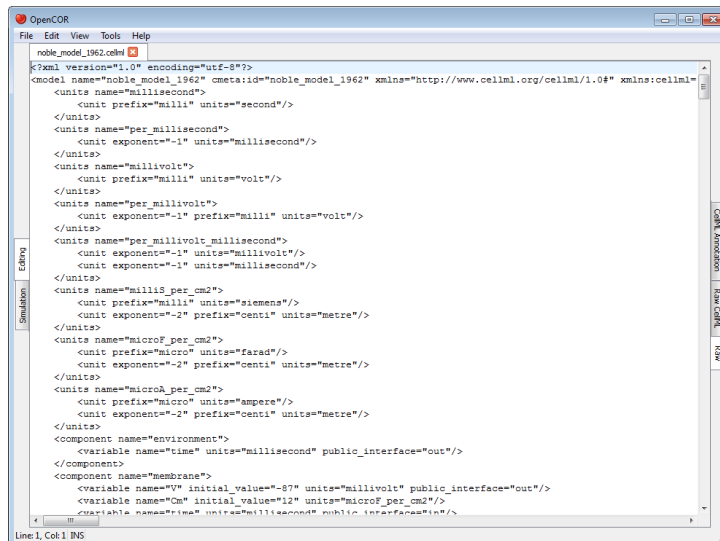 OpenCOR
File Edit View Tools Help
noble_model_1962.cellml
<?xml version="1.0" encoding="utf-8"?>
<model name="noble_model_1962" cmeta:id="noble_model_1962" xmlns="http://www.cellml.org/cellml/1.0#" xmlns:cellml=
<units name="millisecond">
<unit prefix="milli" units="second"/>
</units>
<units name="per_millisecond">
<unit exponent="-1" units="millisecond"/>
</units>
<units name="millivolt">
<unit prefix="milli" units="volt"/>
</units>
<units name="per_millivolt">
<unit exponent="-1" prefix="milli" units="volt"/>
</units>
<units name="per_millivolt_millisecond">
<unit exponent="-1" units="millivolt"/>
<unit exponent="-1" units="millisecond"/>
</units>
<units name="milliS_per_cm2">
<unit prefix="milli" units="siemens"/>
<unit exponent="-2" prefix="centi" units="metre"/>
</units>
<units name="microF_per_cm2">
<unit prefix="micro" units="farad"/>
<unit exponent="-2" prefix="centi" units="metre"/>
</units>
<units name="microA_per_cm2">
<unit prefix="micro" units="ampere"/>
<unit exponent="-2" prefix="centi" units="metre"/>
</units>
<component name="environment">
<variable name="time" units="millisecond" public_interface="out"/>
</component>
<component name="membrane">
<variable name="V" initial_value="-87" units="millivolt" public_interface="out"/>
<variable name="Cm" initial_value="12" units="microF_per_cm2"/>
<variable name="time" units="millisecond" public_interface="in"/>
Editing
Simulation
CellML Annotation
Raw CellML
Raw
Line: 1, Col: 1 INS